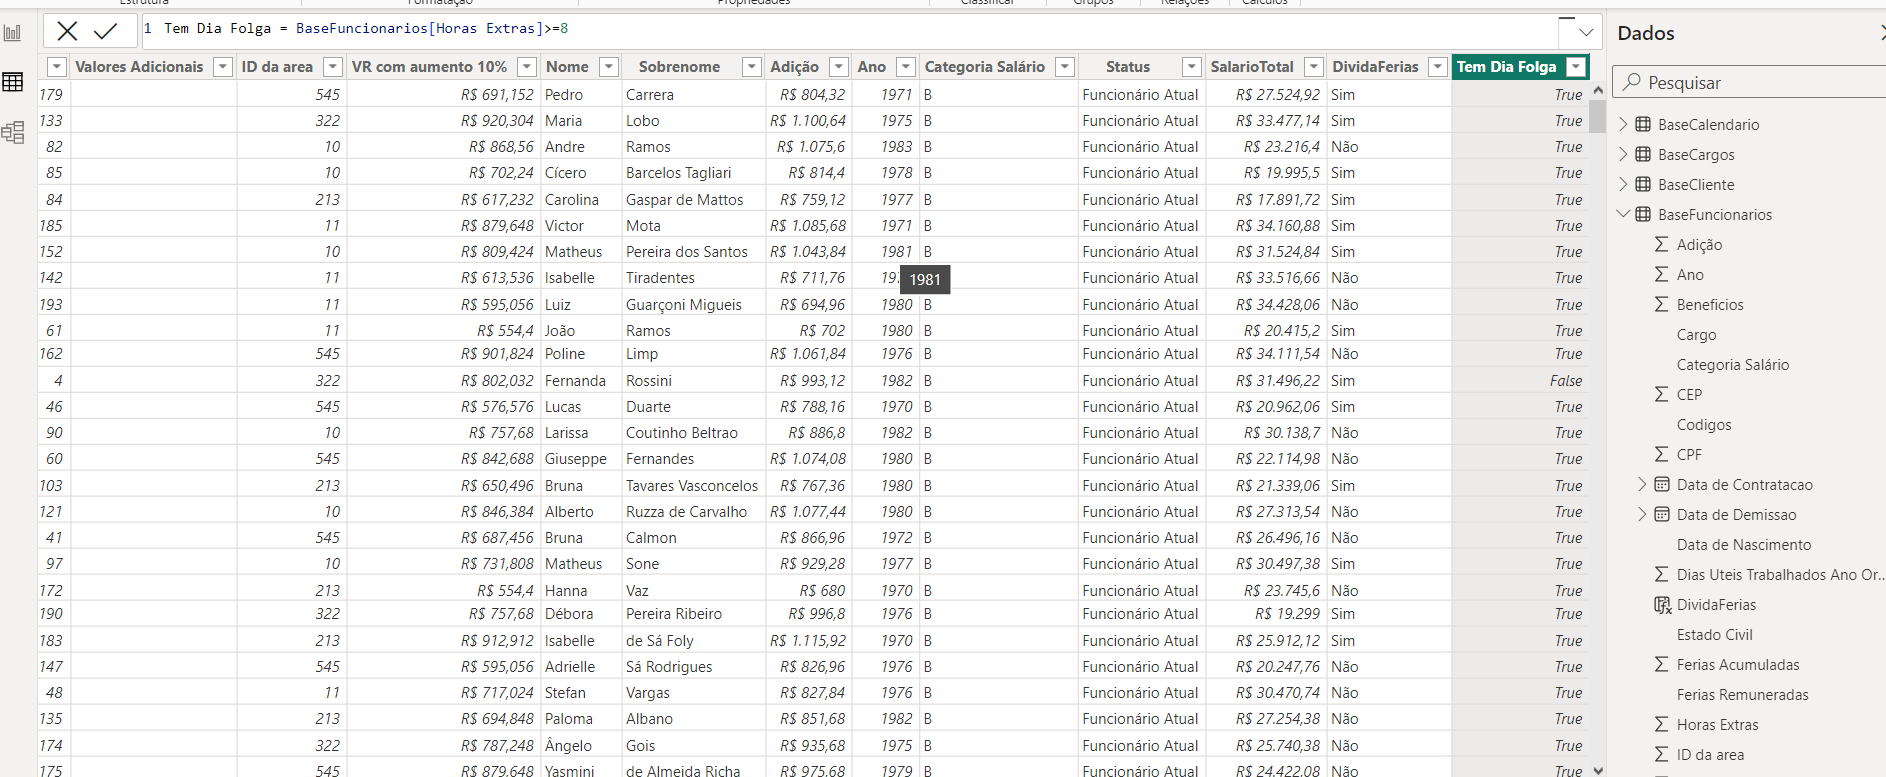 Estrutura Formatação Propriedades Classificar Grupos Relações Cálculos
1 Tem Dia Folga = BaseFuncionarios[Horas Extras]>=8
Valores Adicionais ID da area VR com aumento 10% Nome Sobrenome Adição Ano Categoria Salário Status SalarioTotal DividaFerias Tem Dia Folga
179 545 R$ 691,152 Pedro Carrera R$ 804,32 1971 B Funcionário Atual R$ 27.524,92 Sim True
133 322 R$ 920,304 Maria Lobo R$ 1.100,64 1975 B Funcionário Atual R$ 33.477,14 Sim True
82 10 R$ 868,56 Andre Ramos R$ 1.075,6 1983 B Funcionário Atual R$ 23.216,4 Não True
85 10 R$ 702,24 Cícero Barcelos Tagliari R$ 814,4 1978 B Funcionário Atual R$ 19.995,5 Sim True
84 213 R$ 617,232 Carolina Gaspar de Mattos R$ 759,12 1977 B Funcionário Atual R$ 17.891,72 Sim True
185 11 R$ 879,648 Victor Mota R$ 1.085,68 1971 B Funcionário Atual R$ 34.160,88 Sim True
152 10 R$ 809,424 Matheus Pereira dos Santos R$ 1.043,84 1981 B Funcionário Atual R$ 31.524,84 Sim True
142 11 R$ 613,536 Isabelle Tiradentes R$ 711,76 Funcionário Atual R$ 33.516,66 Não True
1981
193 11 R$ 595,056 Luiz Guarçoni Migueis R$ 694,96 1980 B Funcionário Atual R$ 34.428,06 Não True
61 11 R$ 554,4 João Ramos R$ 702 1980 B Funcionário Atual R$ 20.415,2 Sim True
162 545 R$ 901,824 Poline Limp R$ 1.061,84 1976 B Funcionário Atual R$ 34.111,54 Não True
4 322 R$ 802,032 Fernanda Rossini R$ 993,12 1982 B Funcionário Atual R$ 31.496,22 Sim False
46 545 R$ 576,576 Lucas Duarte R$ 788,16 1970 B Funcionário Atual R$ 20.962,06 Sim True
90 10 R$ 757,68 Larissa Coutinho Beltrao R$ 886,8 1982 B Funcionário Atual R$ 30.138,7 Não True
60 545 R$ 842,688 Giuseppe Fernandes R$ 1.074,08 1980 B Funcionário Atual R$ 22.114,98 Não True
103 213 R$ 650,496 Bruna Tavares Vasconcelos R$ 767,36 1980 B Funcionário Atual R$ 21.339,06 Sim True
121 10 R$ 846,384 Alberto Ruzza de Carvalho R$ 1.077,44 1980 B Funcionário Atual R$ 27.313,54 Não True
41 545 R$ 687,456 Bruna Calmon R$ 866,96 1972 B Funcionário Atual R$ 26.496,16 Não True
97 10 R$ 731,808 Matheus Sone R$ 929,28 1977 B Funcionário Atual R$ 30.497,38 Sim True
172 213 R$ 554,4 Hanna Vaz R$ 680 1970 B Funcionário Atual R$ 23.745,6 Não True
190 322 R$ 757,68 Débora Pereira Ribeiro R$ 996,8 1976 B Funcionário Atual R$ 19.299 Sim True
183 213 R$ 912,912 Isabelle de Sá Foly R$ 1.115,92 1970 B Funcionário Atual R$ 25.912,12 Sim True
147 545 R$ 595,056 Adrielle Sá Rodrigues R$ 826,96 1976 B Funcionário Atual R$ 20.247,76 Não True
48 11 R$ 717,024 Stefan Vargas R$ 827,84 1976 B Funcionário Atual R$ 30.470,74 Não True
135 213 R$ 694,848 Paloma Albano R$ 851,68 1982 B Funcionário Atual R$ 27.254,38 Não True
174 322 R$ 787,248 Ângelo Gois R$ 935,68 1975 B Funcionário Atual R$ 25.740,38 Não True
175 545 R$ 879,648 Yasmini de Almeida Richa R$ 975,68 1979 B Funcionário Atual R$ 24.422,08 Não True
Dados
Pesquisar
BaseCalendario
BaseCargos
BaseCliente
BaseFuncionarios
Adição
Ano
Beneficios
Cargo
Categoria Salário
CEP
Codigos
CPF
Data de Contratacao
Data de Demissao
Data de Nascimento
Dias Uteis Trabalhados Ano Or...
DividaFerias
Estado Civil
Ferias Acumuladas
Ferias Remuneradas
Horas Extras
ID da area